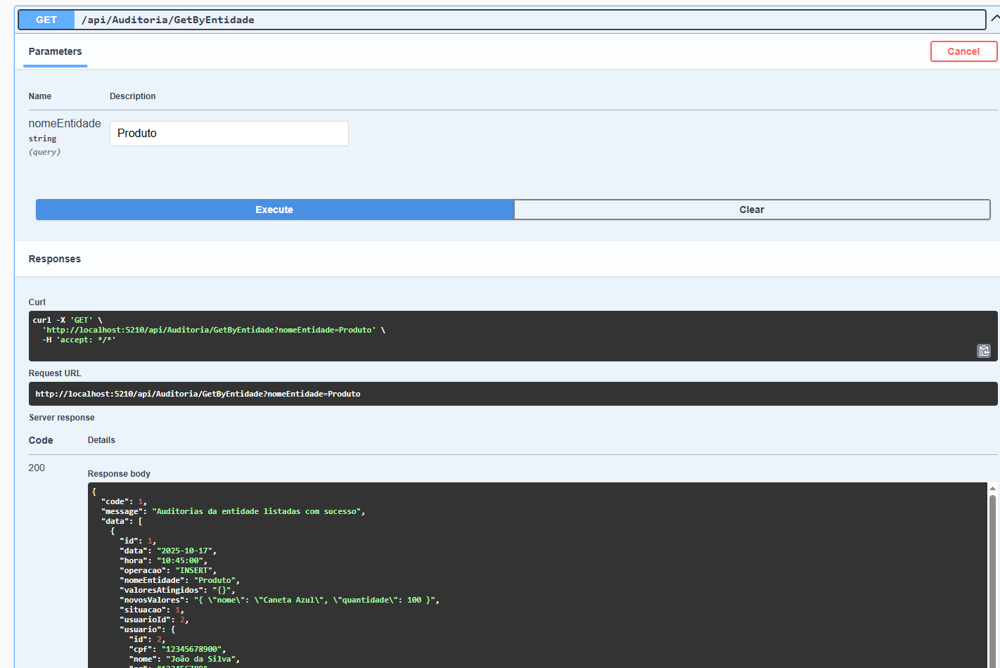 GET /api/Auditoria/GetByEntidade
Parameters
Cancel
Name Description
nomeEntidade
string
(query)
Produto
Execute
Clear
Responses
Curl
curl -X 'GET' \
'http://localhost:5210/api/Auditoria/GetByEntidade?nomeEntidade=Produto' \
-H 'accept: */*'
Request URL
http://localhost:5210/api/Auditoria/GetByEntidade?nomeEntidade=Produto
Server response
Code Details
200
Response body
{
"code": 1,
"message": "Auditorias da entidade listadas com sucesso",
"data": [
{
"id": 1,
"data": "2025-10-17",
"hora": "10:45:00",
"operacao": "INSERT",
"nomeEntidade": "Produto",
"valoresAtingidos": "{}",
"novosValores": "{ \"nome\": \"Caneta Azul\", \"quantidade\": 100 }",
"situacao": 1,
"usuarioId": 2,
"usuario": {
"id": 2,
"cpf": "12345678900",
"nome": "João da Silva",